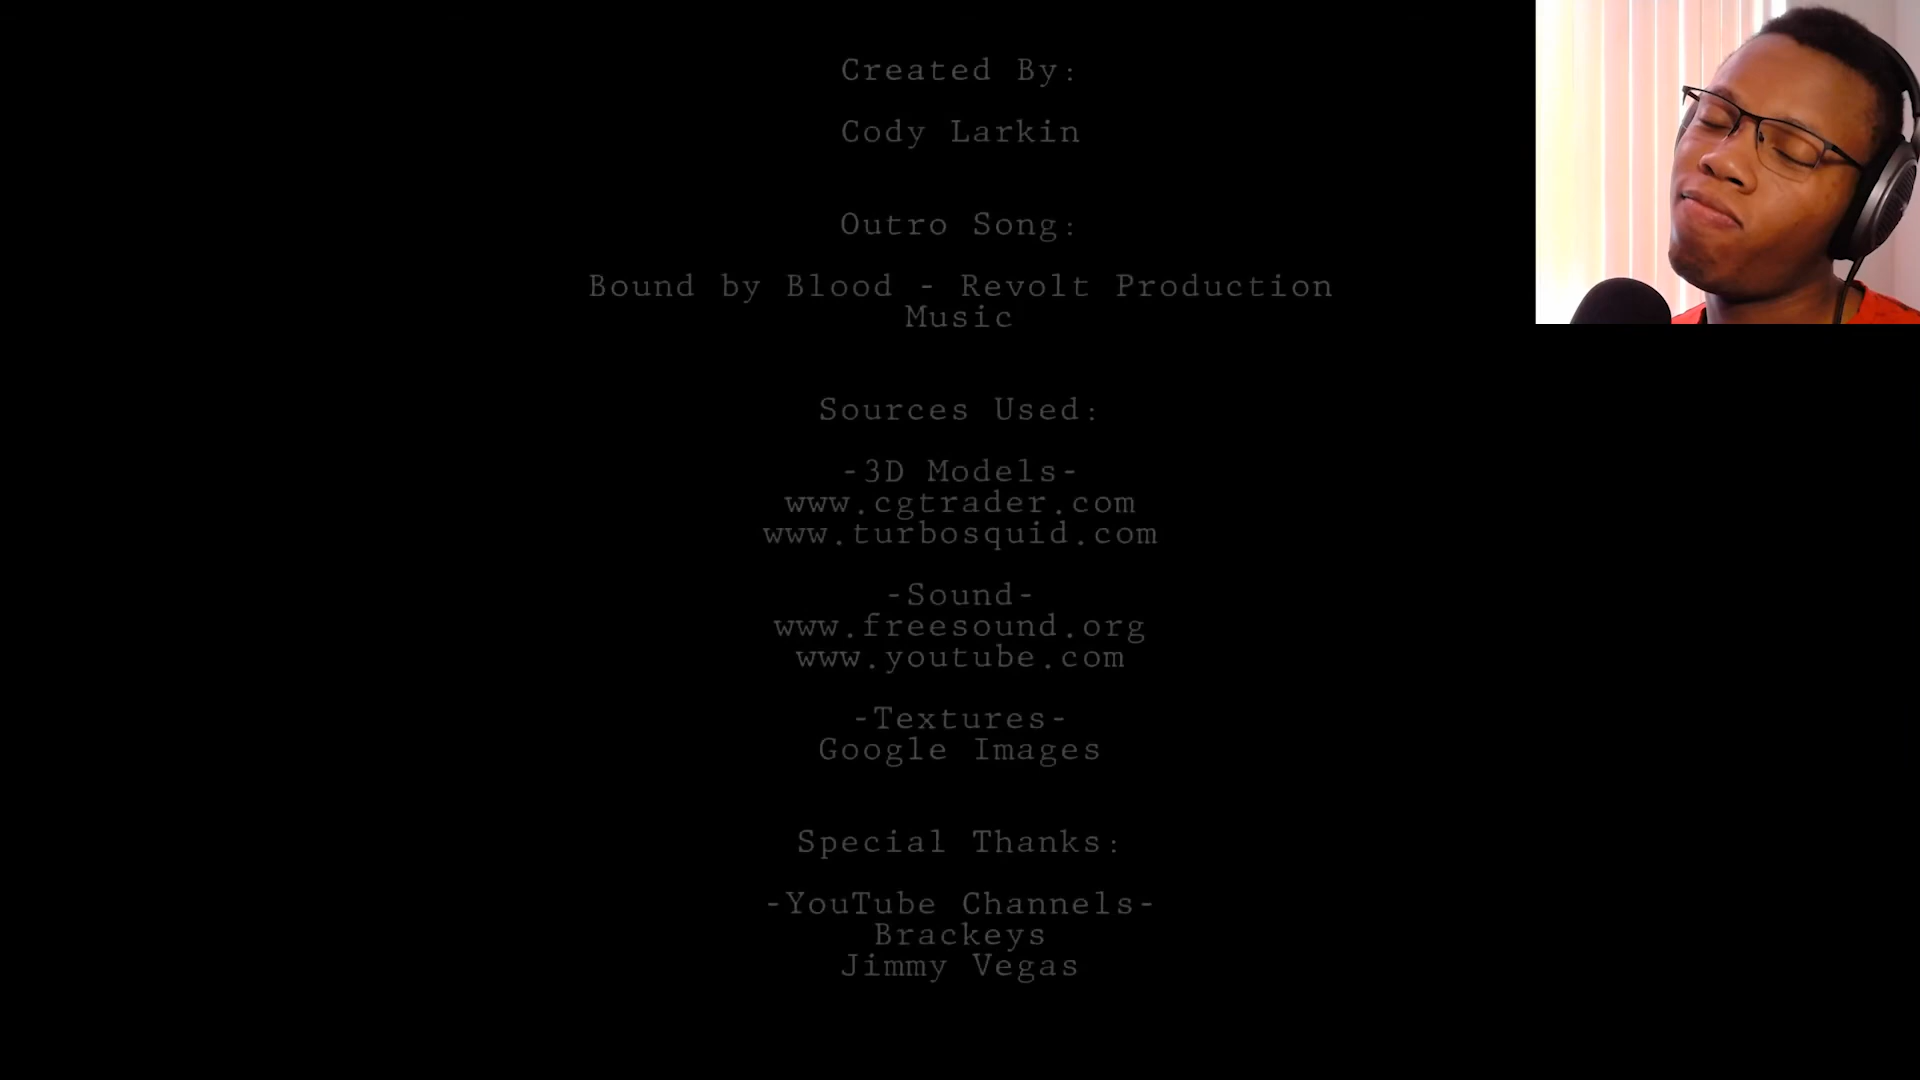 Created By:
Cody Larkin
Outro Song:
Bound by Blood - Revolt Production
Music
Sources Used:
-3D Models-
www.cgtrader.com
www.turbosquid.com
-Sound-
www.freesound.org
www.youtube.com
-Textures-
Google Images
Special Thanks:
-YouTube Channels-
Brackeys
Jimmy Vegas